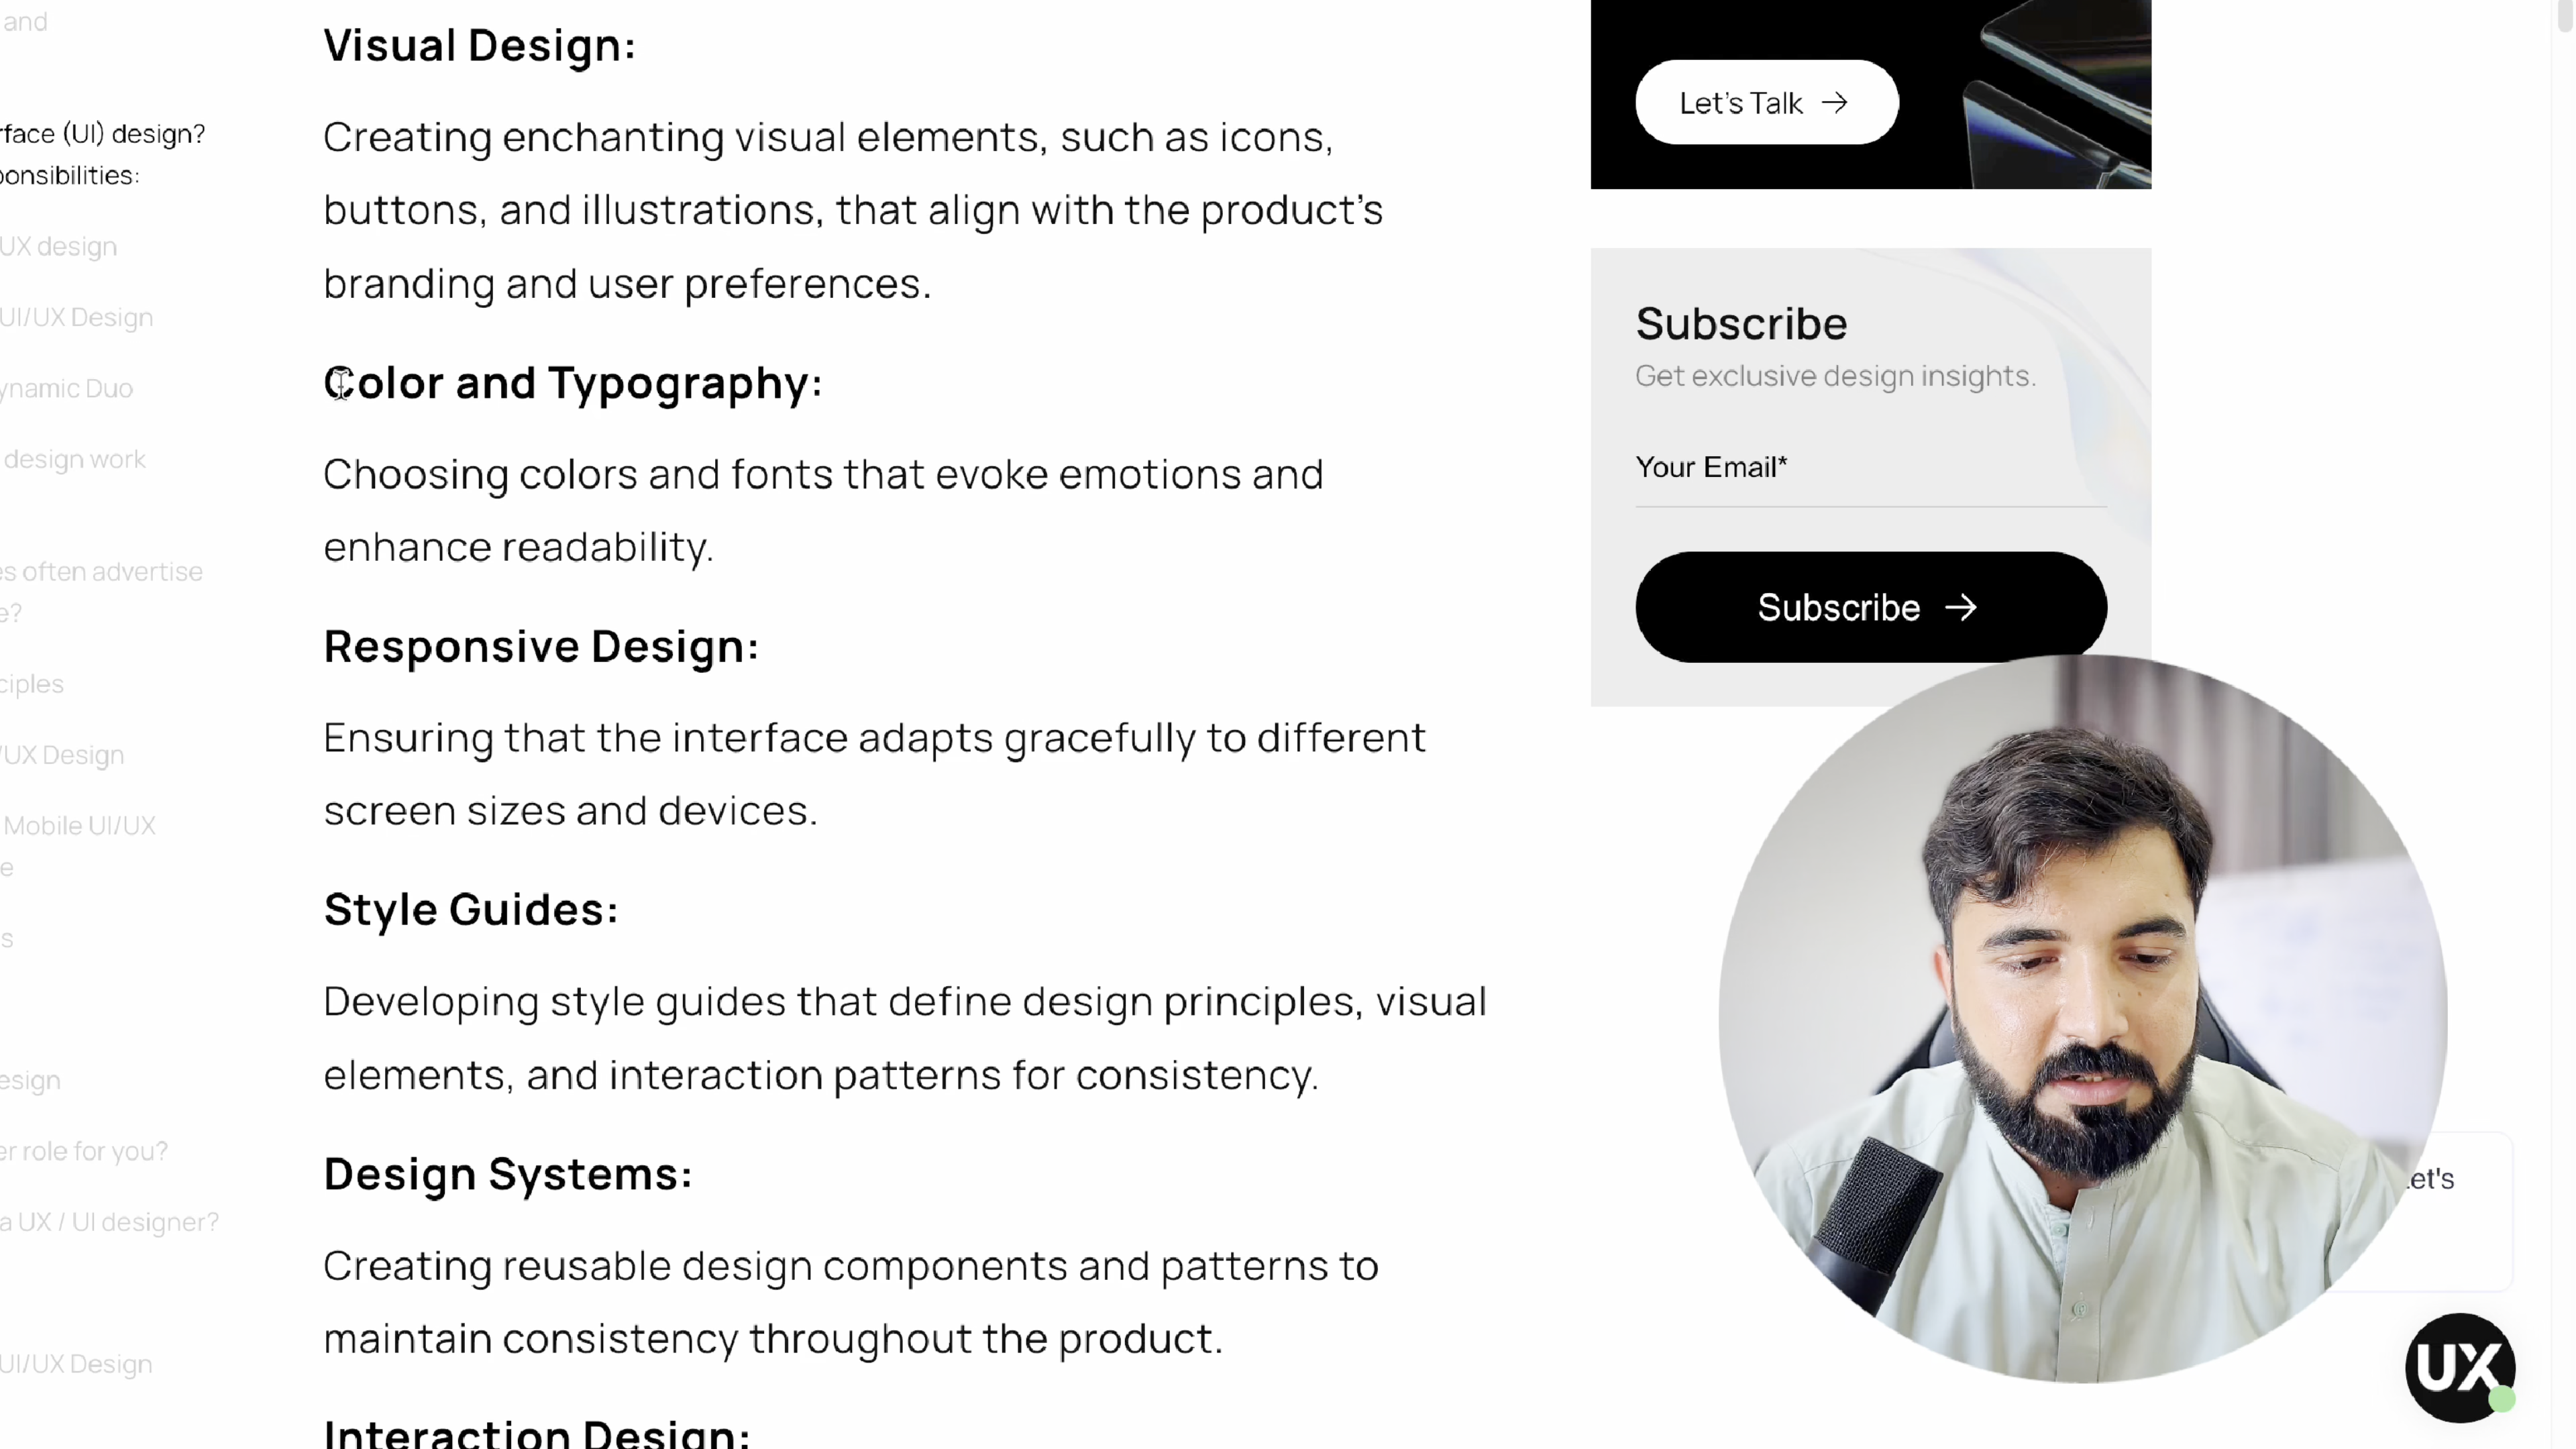 and
rface (UI) design?
onsibilities:
UX design
UI/UX Design
ynamic Duo
design work
es often advertise
e?
ciples
/UX Design
Mobile UI/UX
e
s
esign
er role for you?
a UX / UI designer?
UI/UX Design
Visual Design:
Creating enchanting visual elements, such as icons,
buttons, and illustrations, that align with the product’s
branding and user preferences.
Color and Typography:
Choosing colors and fonts that evoke emotions and
enhance readability.
Responsive Design:
Ensuring that the interface adapts gracefully to different
screen sizes and devices.
Style Guides:
Developing style guides that define design principles, visual
elements, and interaction patterns for consistency.
Design Systems:
Creating reusable design components and patterns to
maintain consistency throughout the product.
Interaction Design:
Let’s Talk →
Subscribe
Get exclusive design insights.
Your Email*
Subscribe →
et's
UX